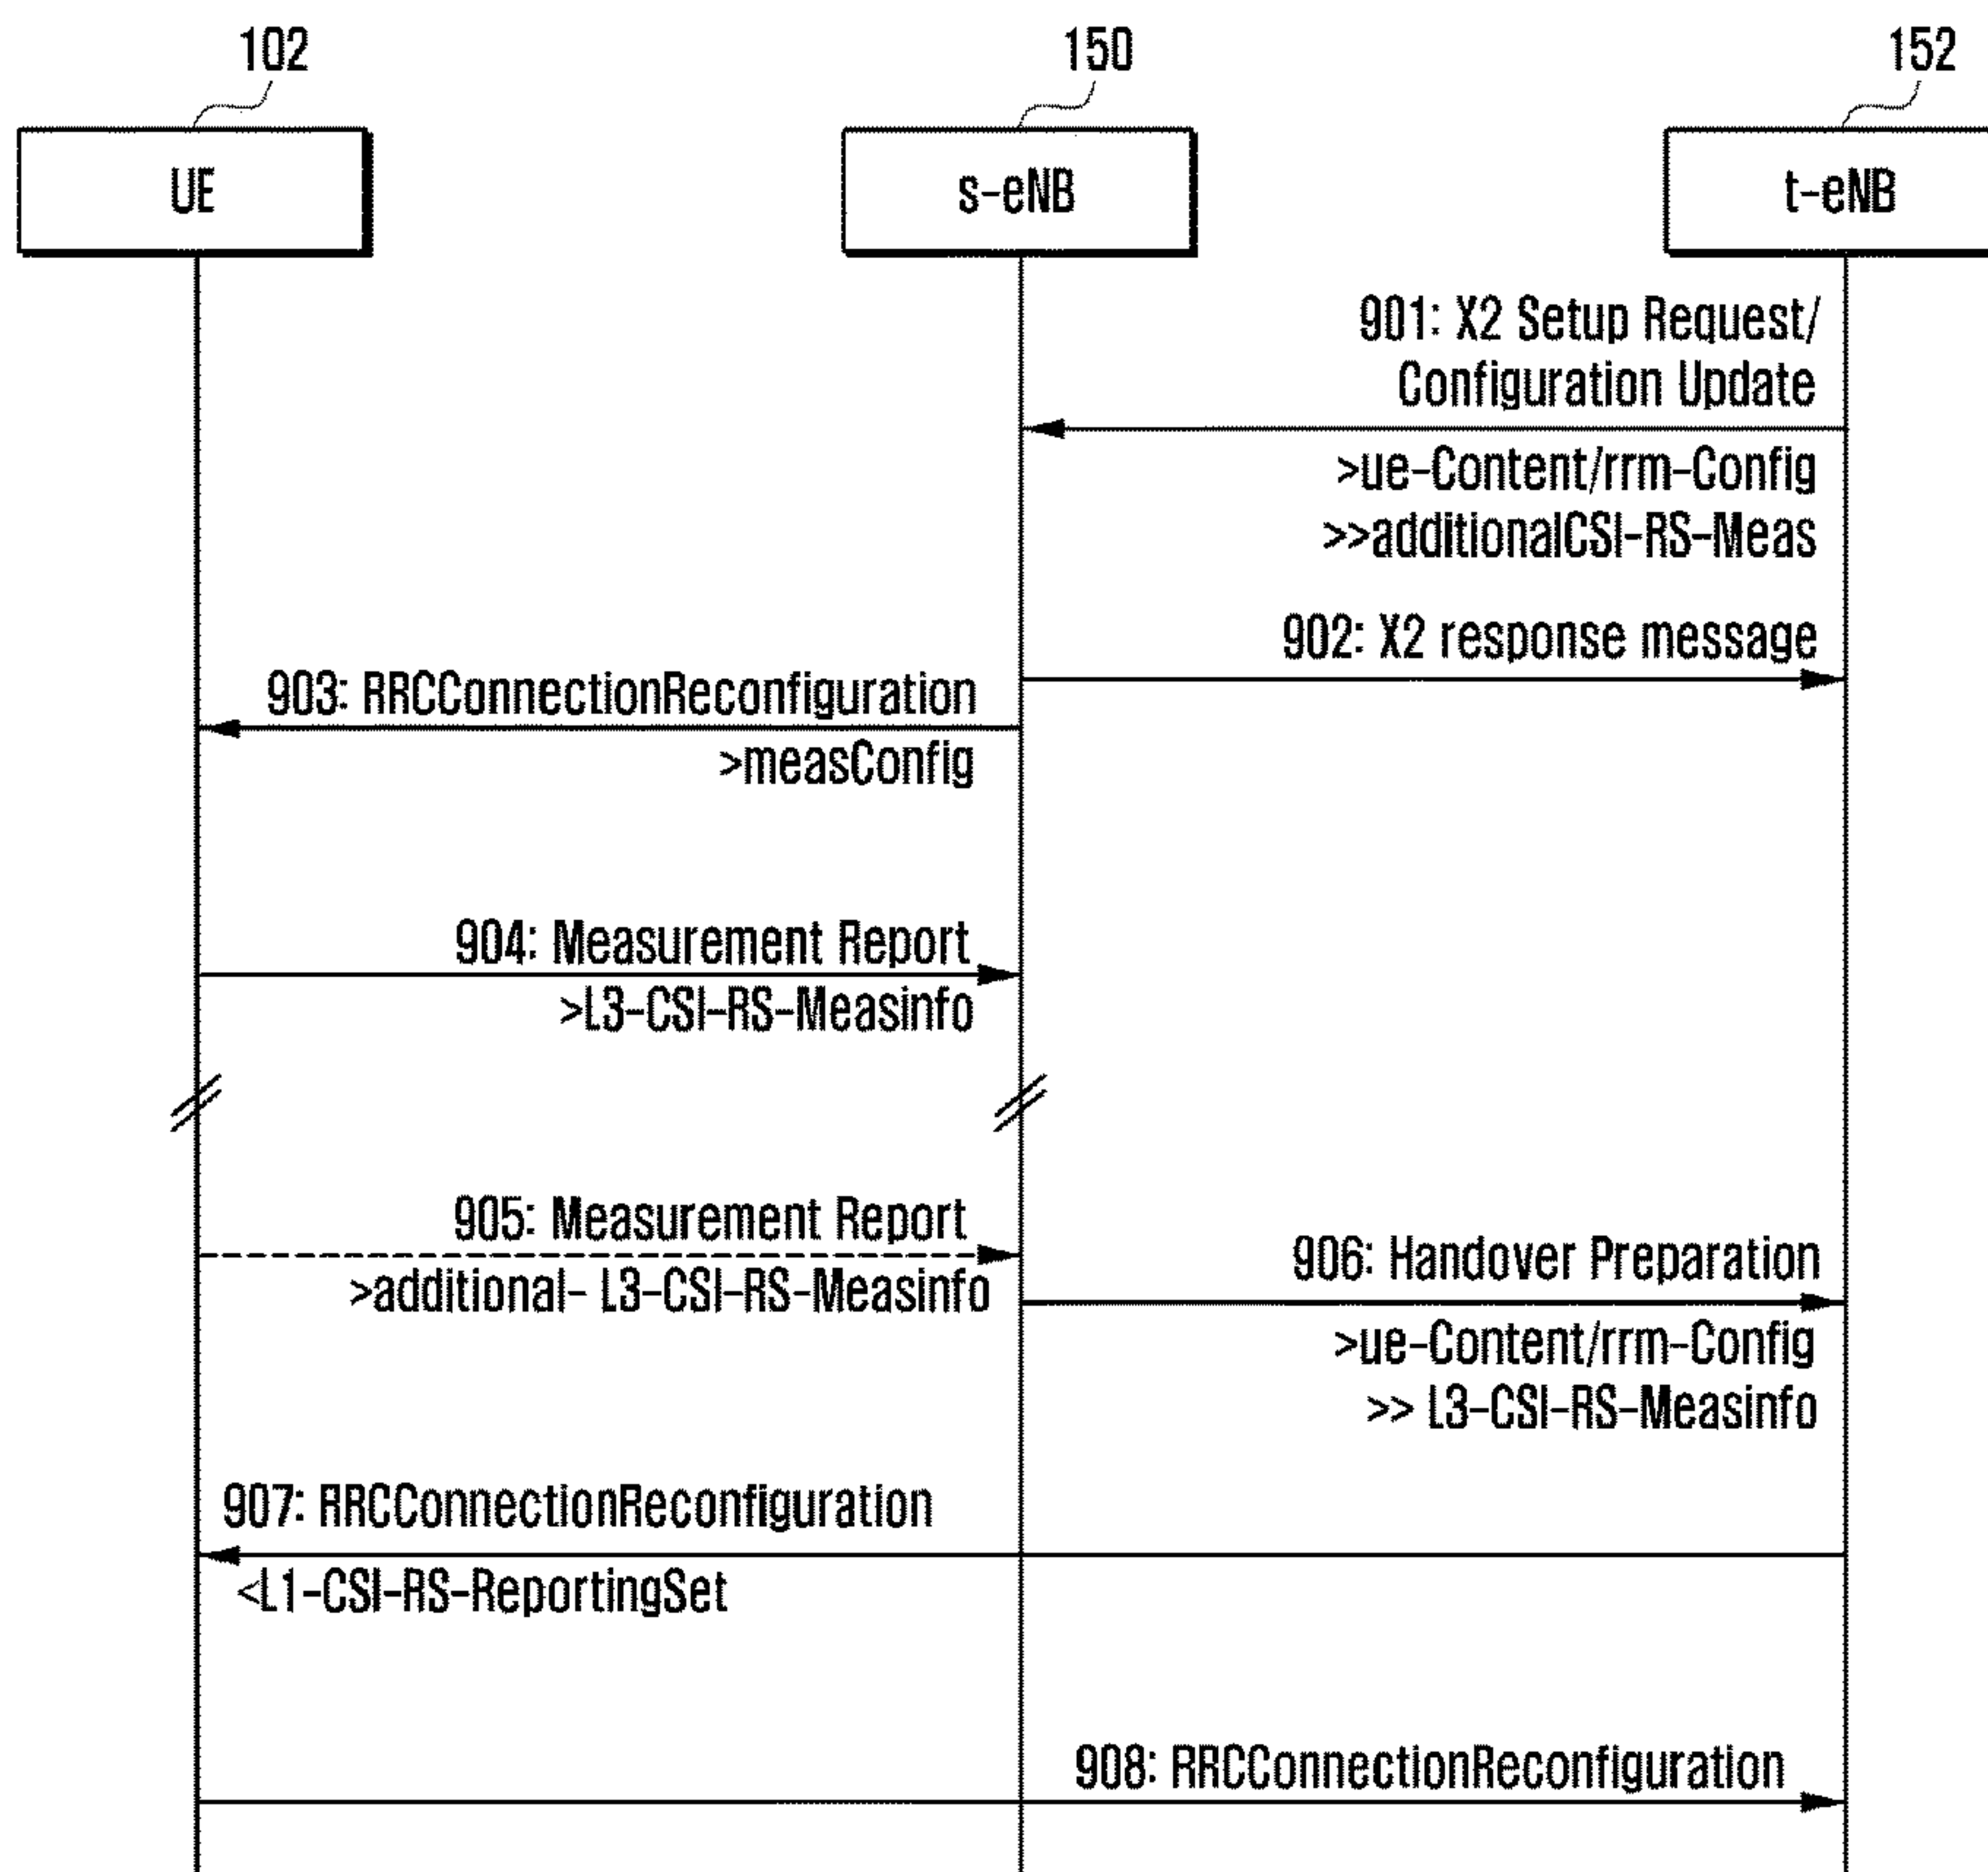 102
150
152
UE
s-eNB
t-eNB
901: X2 Setup Request/
Configuration Update
>ue-Content/rrm-Config
>>additionalCSI-RS-Meas
902: X2 response message
903: RRCConnectionReconfiguration
>measConfig
904: Measurement Report
>L3-CSI-RS-Measinfo
905: Measurement Report
>additional- L3-CSI-RS-Measinfo
906: Handover Preparation
>ue-Content/rrm-Config
>> L3-CSI-RS-Measinfo
907: RRCConnectionReconfiguration
<L1-CSI-RS-ReportingSet
908: RRCConnectionReconfiguration